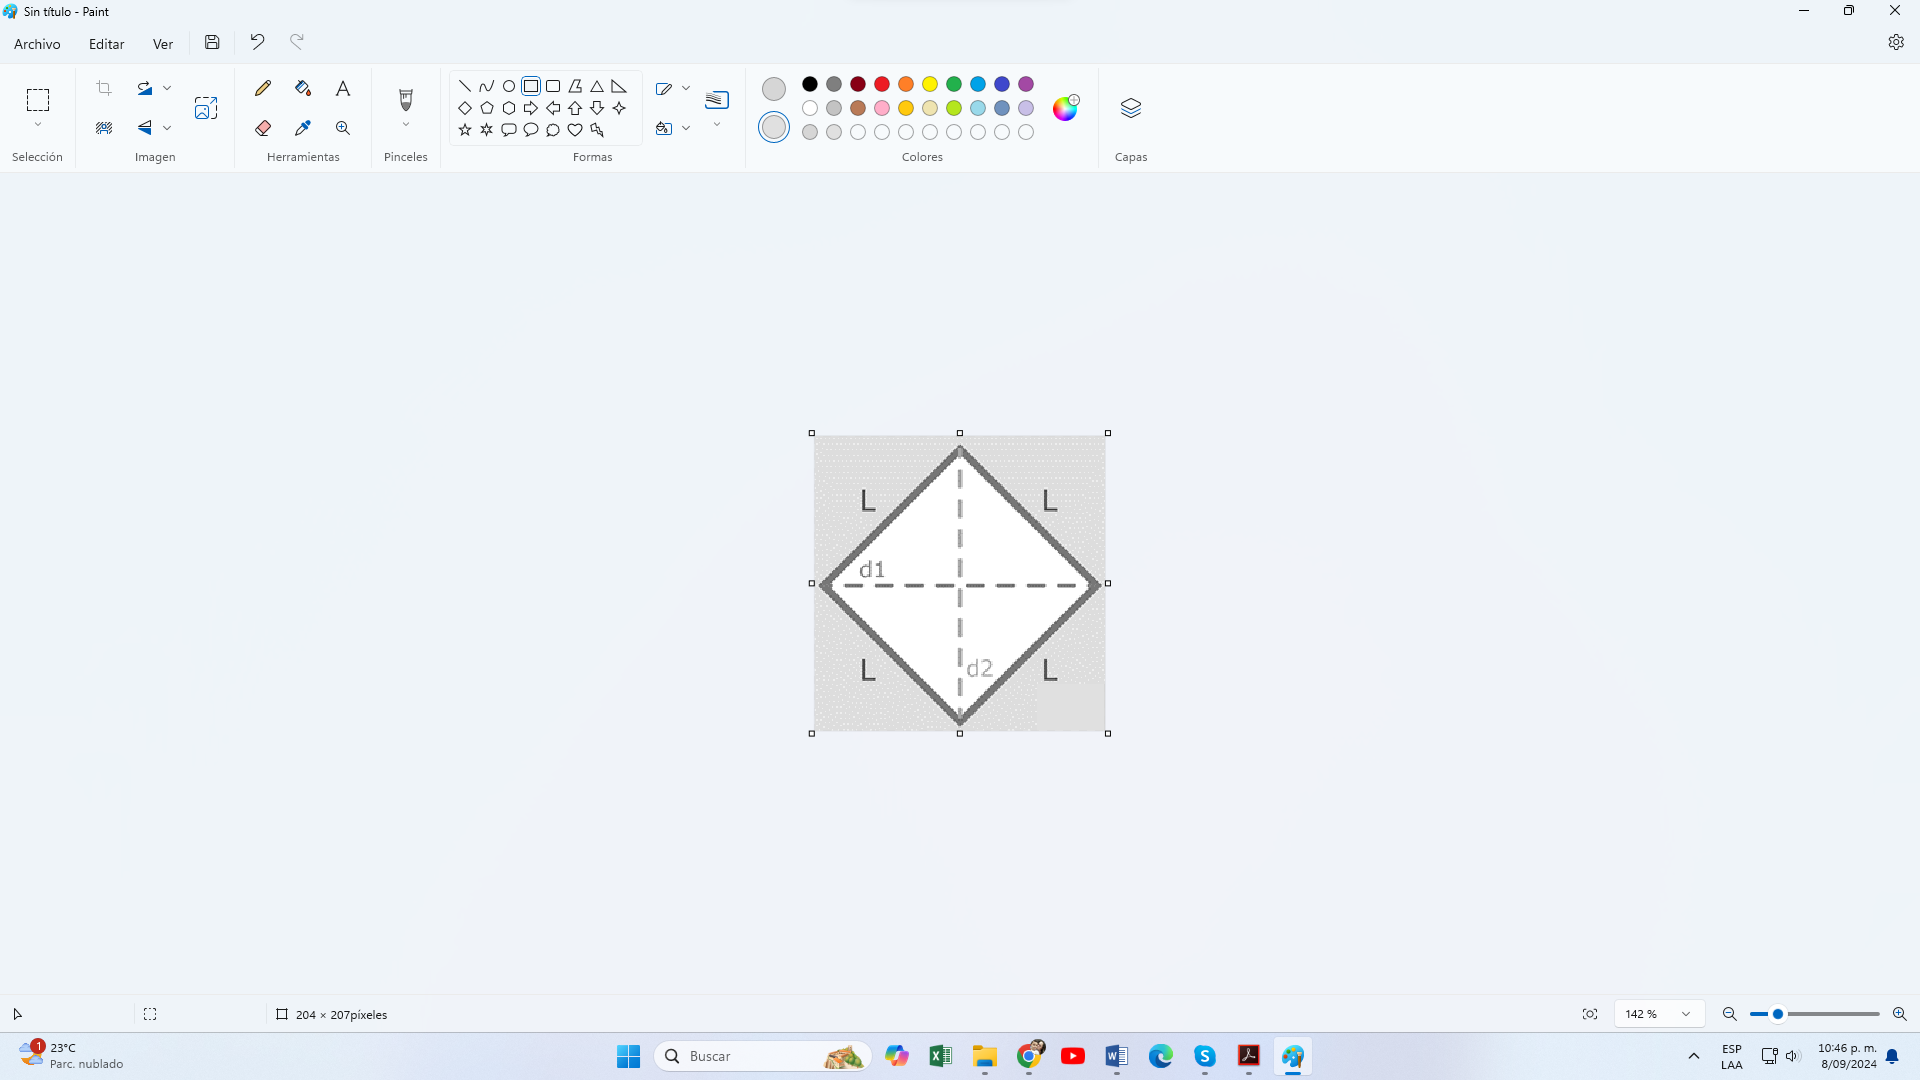 Sin título - Paint
Archivo Editar Ver
Selección Imagen Herramientas Pinceles Formas Colores Capas
L L
d1
d2
L L
204 × 207píxeles
142 %
1
23°C
Parc. nublado
Buscar
ESP
LAA
10:46 p. m.
8/09/2024